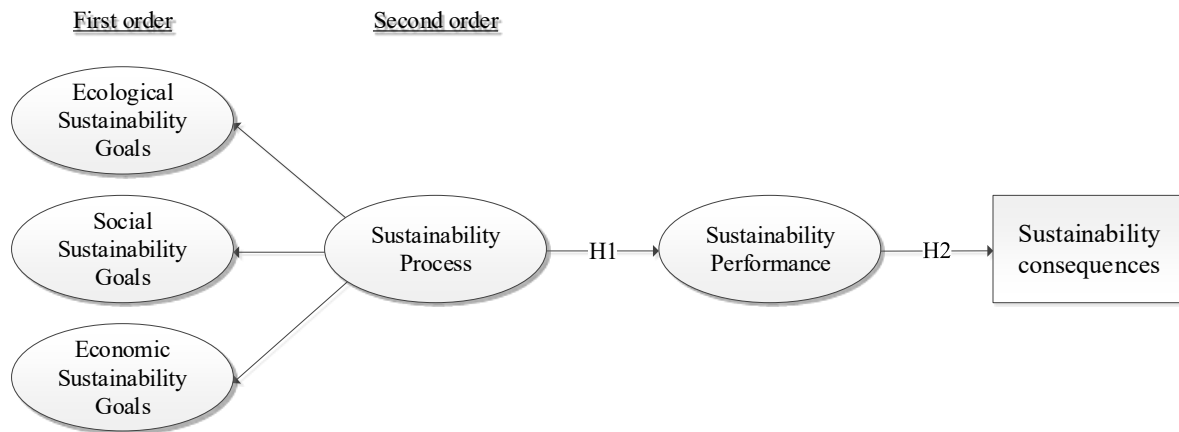 First order
Second order
Ecological
Sustainability
Goals
Social
Sustainability
Goals
Economic
Sustainability
Goals
Sustainability
Process
H1
Sustainability
Performance
H2
Sustainability
consequences